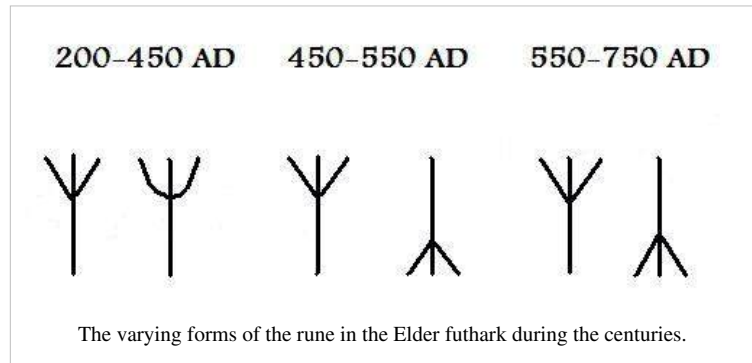 200-450 AD 450-550 AD 550-750 AD
The varying forms of the rune in the Elder futhark during the centuries.